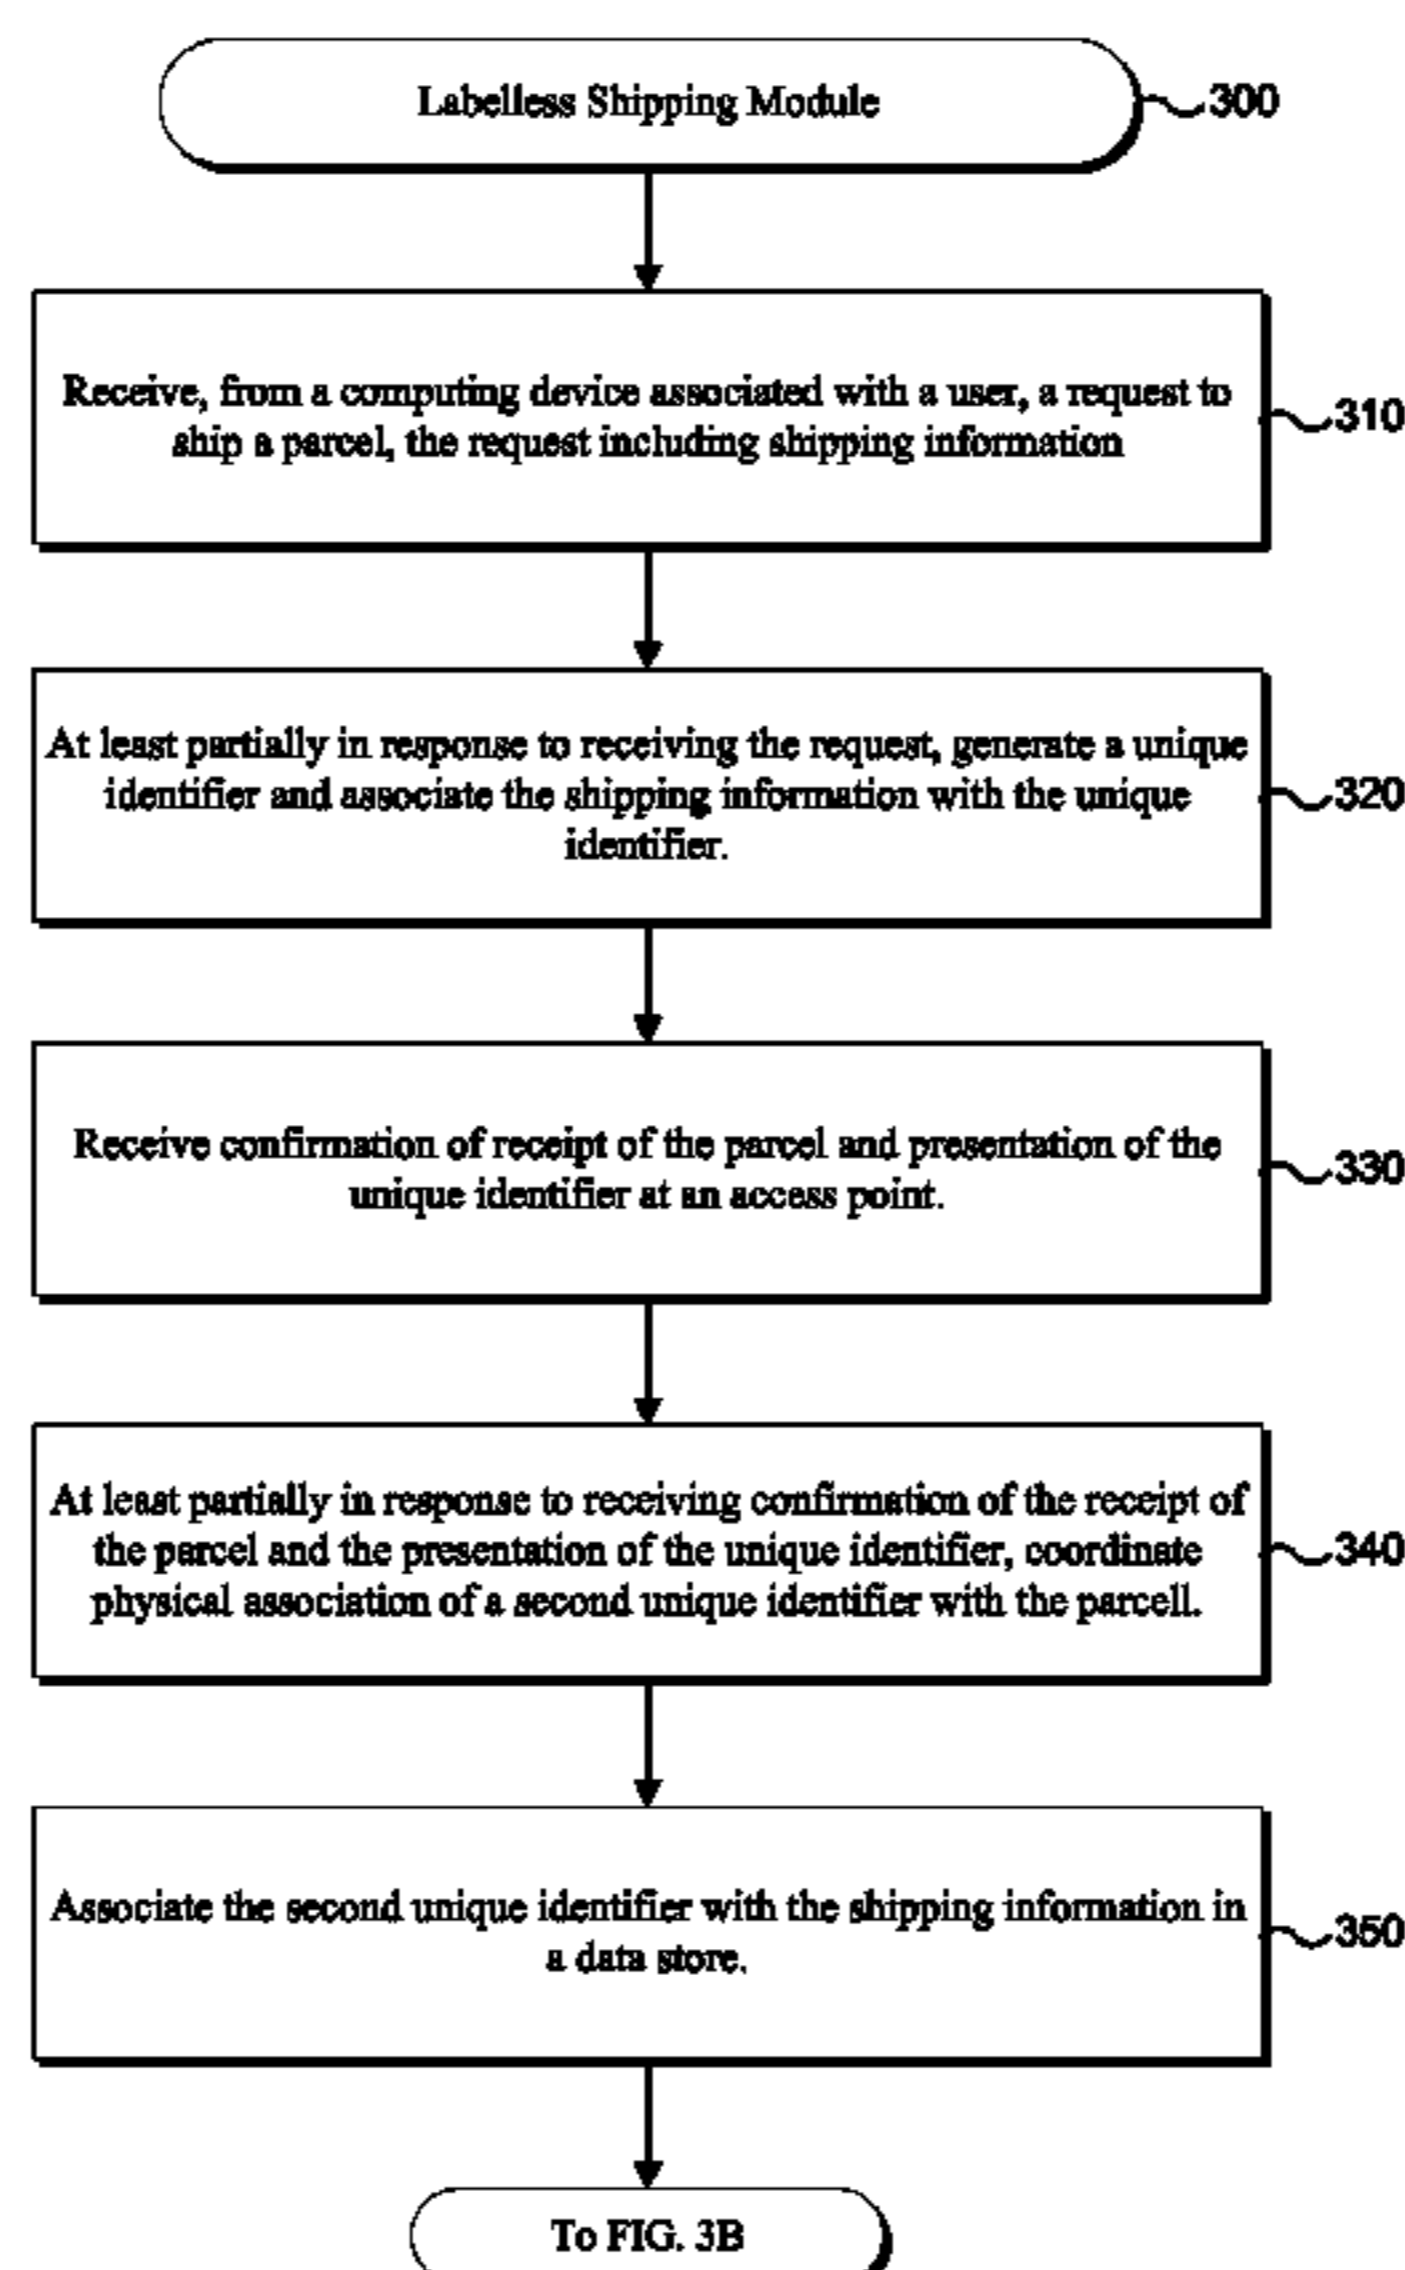 Labelless Shipping Module
300
Receive, from a computing device associated with a user, a request to
ship a parcel, the request including shipping information
310
At least partially in response to receiving the request, generate a unique
identifier and associate the shipping information with the unique
identifier.
320
Receive confirmation of receipt of the parcel and presentation of the
unique identifier at an access point.
330
At least partially in response to receiving confirmation of the receipt of
the parcel and the presentation of the unique identifier, coordinate
physical association of a second unique identifier with the parcell.
340
Associate the second unique identifier with the shipping information in
a data store.
350
To FIG. 3B